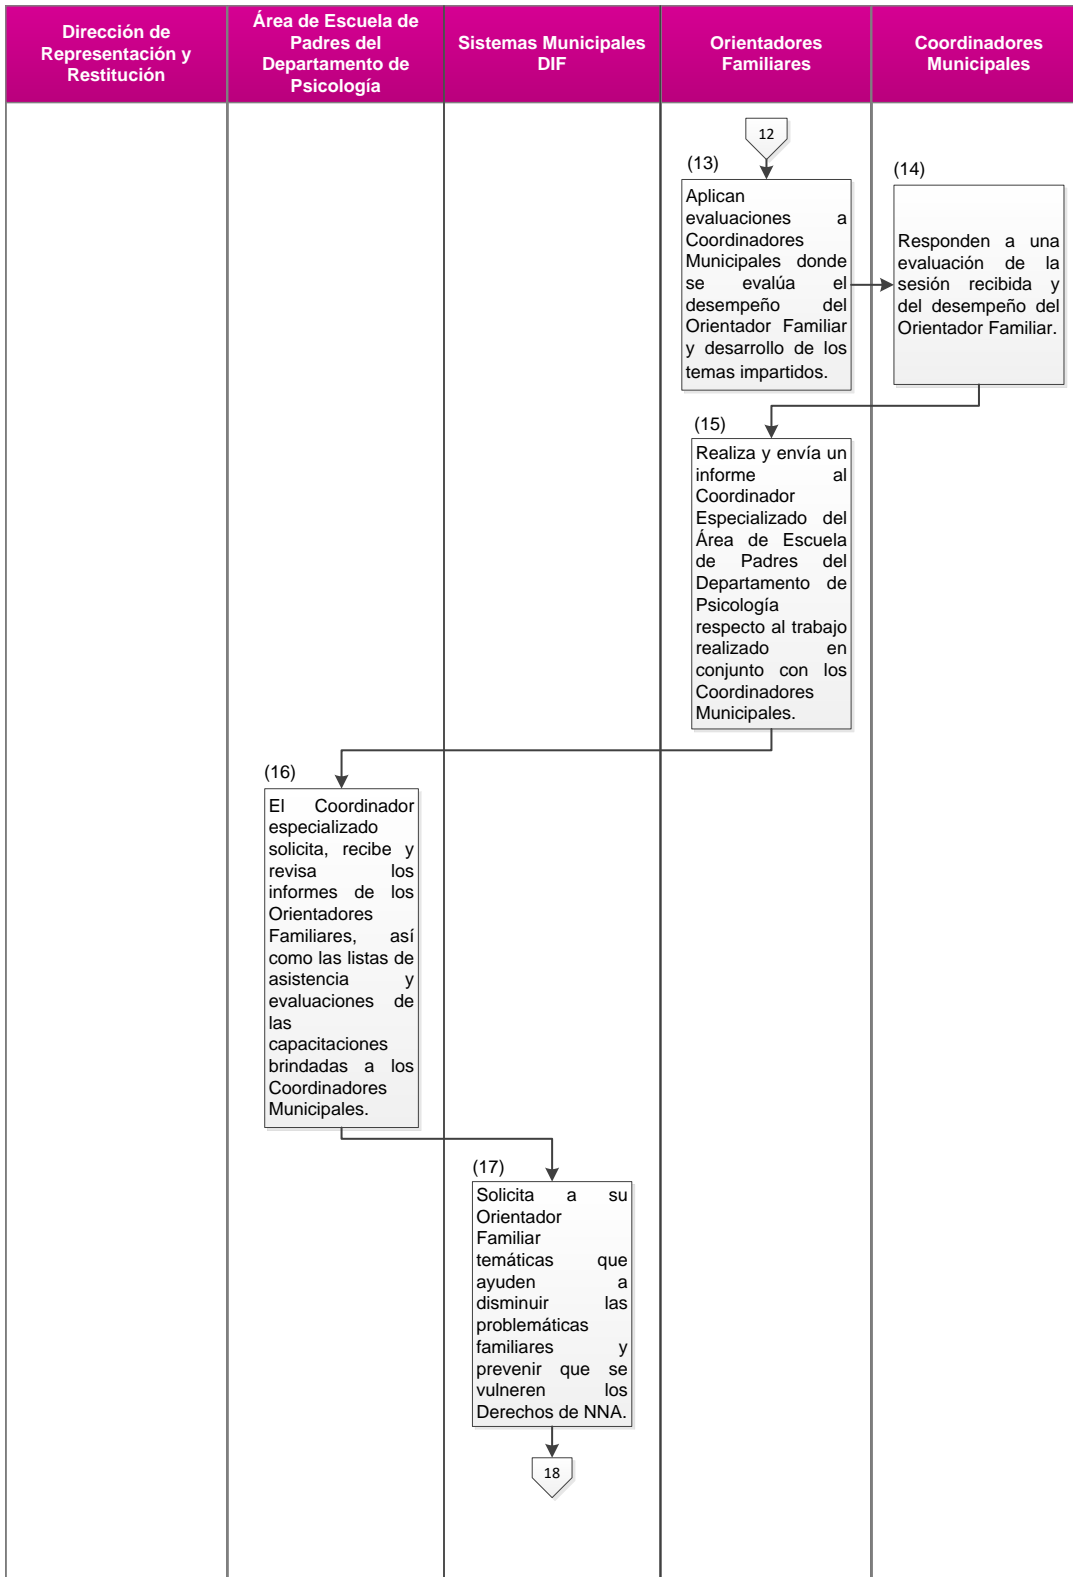 Dirección de
Representación y
Restitución
Área de Escuela de
Padres del
Departamento de
Psicología
Sistemas Municipales
DIF
Orientadores
Familiares
Coordinadores
Municipales
12
(13)
Aplican
evaluaciones a
Coordinadores
Municipales donde
se evalúa el
desempeño del
Orientador Familiar
y desarrollo de los
temas impartidos.
(14)
Responden a una
evaluación de la
sesión recibida y
del desempeño del
Orientador Familiar.
(15)
Realiza y envía un
informe al
Coordinador
Especializado del
Área de Escuela
de Padres del
Departamento de
Psicología
respecto al trabajo
realizado en
conjunto con los
Coordinadores
Municipales.
(16)
El Coordinador
especializado
solicita, recibe y
revisa los
informes de los
Orientadores
Familiares, así
como las listas de
asistencia y
evaluaciones de
las
capacitaciones
brindadas a los
Coordinadores
Municipales.
(17)
Solicita a su
Orientador
Familiar
temáticas que
ayuden a
disminuir las
problemáticas
familiares y
prevenir que se
vulneren los
Derechos de NNA.
18